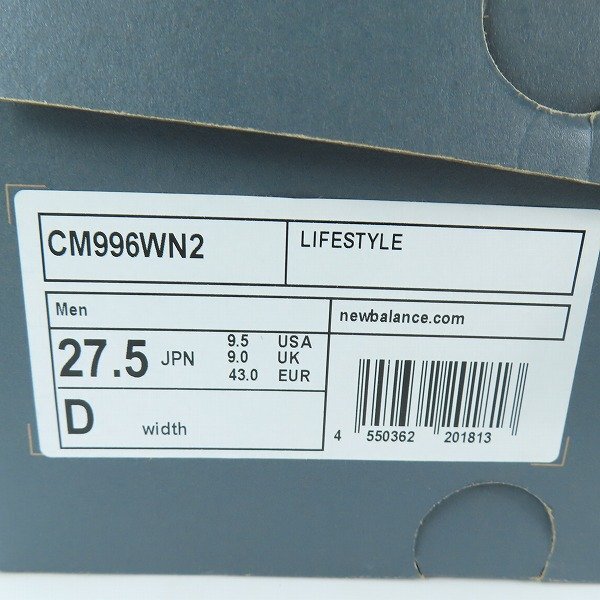 CM996WN2
LIFESTYLE
Men
newbalance.com
27.5 JPN
9.5 USA
9.0 UK
43.0 EUR
D width
4 550362 201813